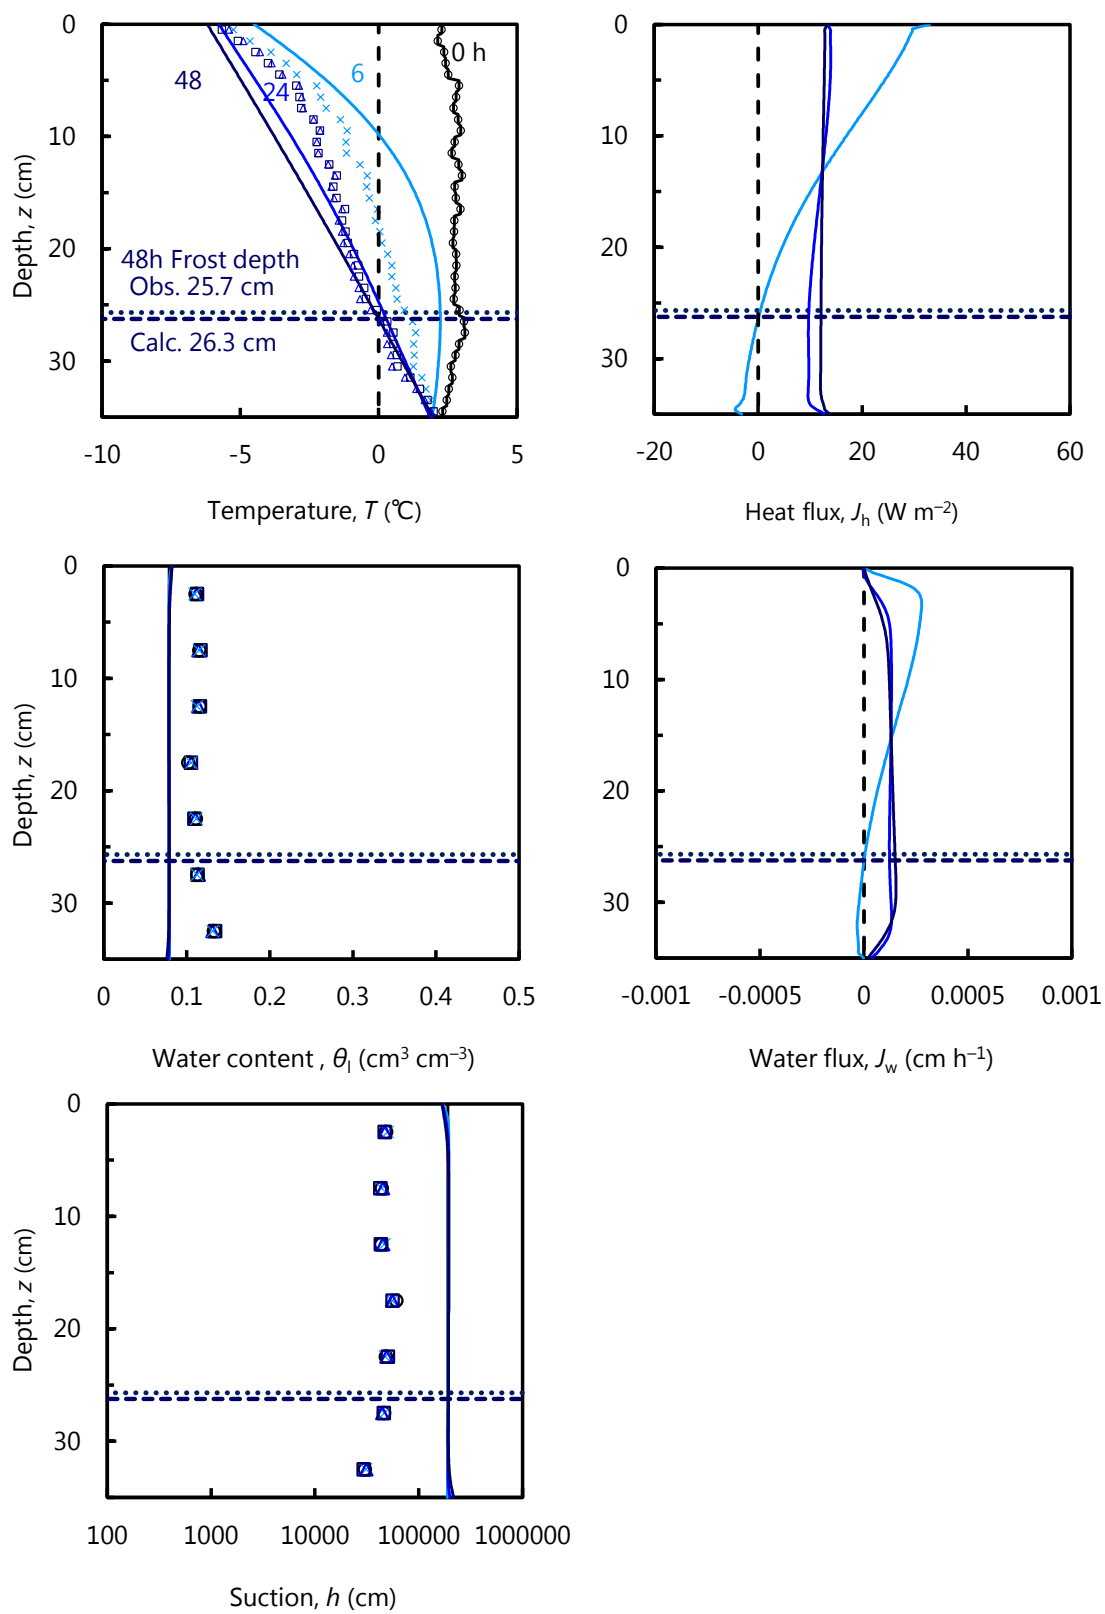 0
10
20
30
Depth, z (cm)
0 h
6
24
48
48h Frost depth
Obs. 25.7 cm
Calc. 26.3 cm
-10 -5 0 5
Temperature, T (℃)
0
10
20
30
-20 0 20 40 60
Heat flux, Jh (W m⁻²)
0
10
20
30
Depth, z (cm)
0 0.1 0.2 0.3 0.4 0.5
Water content , θl (cm³ cm⁻³)
0
10
20
30
-0.001 -0.0005 0 0.0005 0.001
Water flux, Jw (cm h⁻¹)
0
10
20
30
Depth, z (cm)
100 1000 10000 100000 1000000
Suction, h (cm)